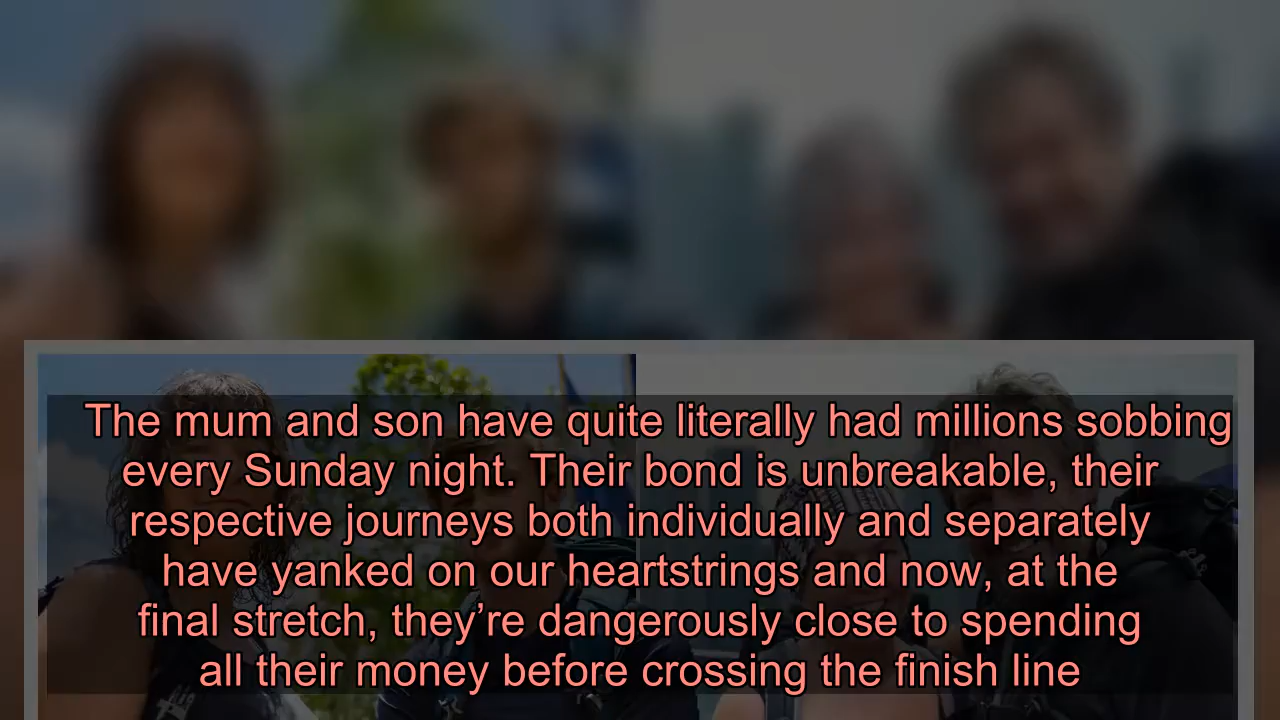 The mum and son have quite literally had millions sobbing
every Sunday night. Their bond is unbreakable, their
respective journeys both individually and separately
have yanked on our heartstrings and now, at the
final stretch, they’re dangerously close to spending
all their money before crossing the finish line